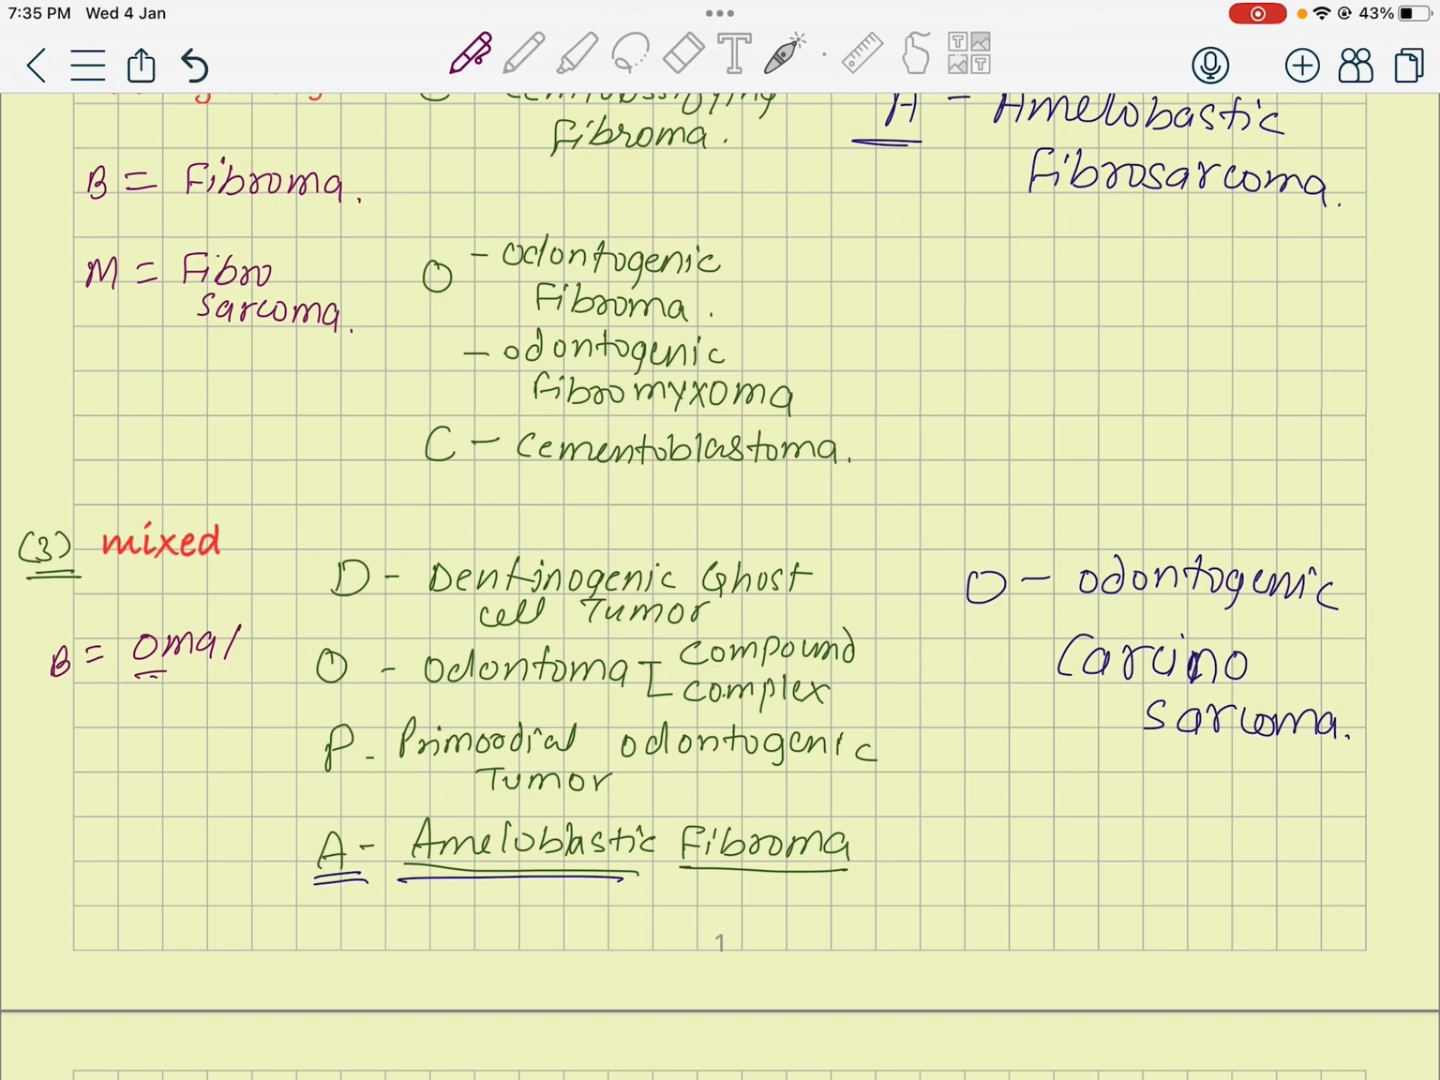 7:35 PM Wed 4 Jan
43%
Fibroma.
A - Amelobastic
Fibrosarcoma.
B = Fibroma.
M = Fibro
sarcoma.
O - odontogenic
Fibroma.
- odontogenic
fibromyxoma
C - cementoblastoma.
(3) mixed
D - Dentinogenic Ghost
cell Tumor
B = oma/
O - odontoma - compound
complex
P - Primordial odontogenic
Tumor
A - Ameloblastic Fibroma
O - odontogenic
Carcino
sarcoma.
1